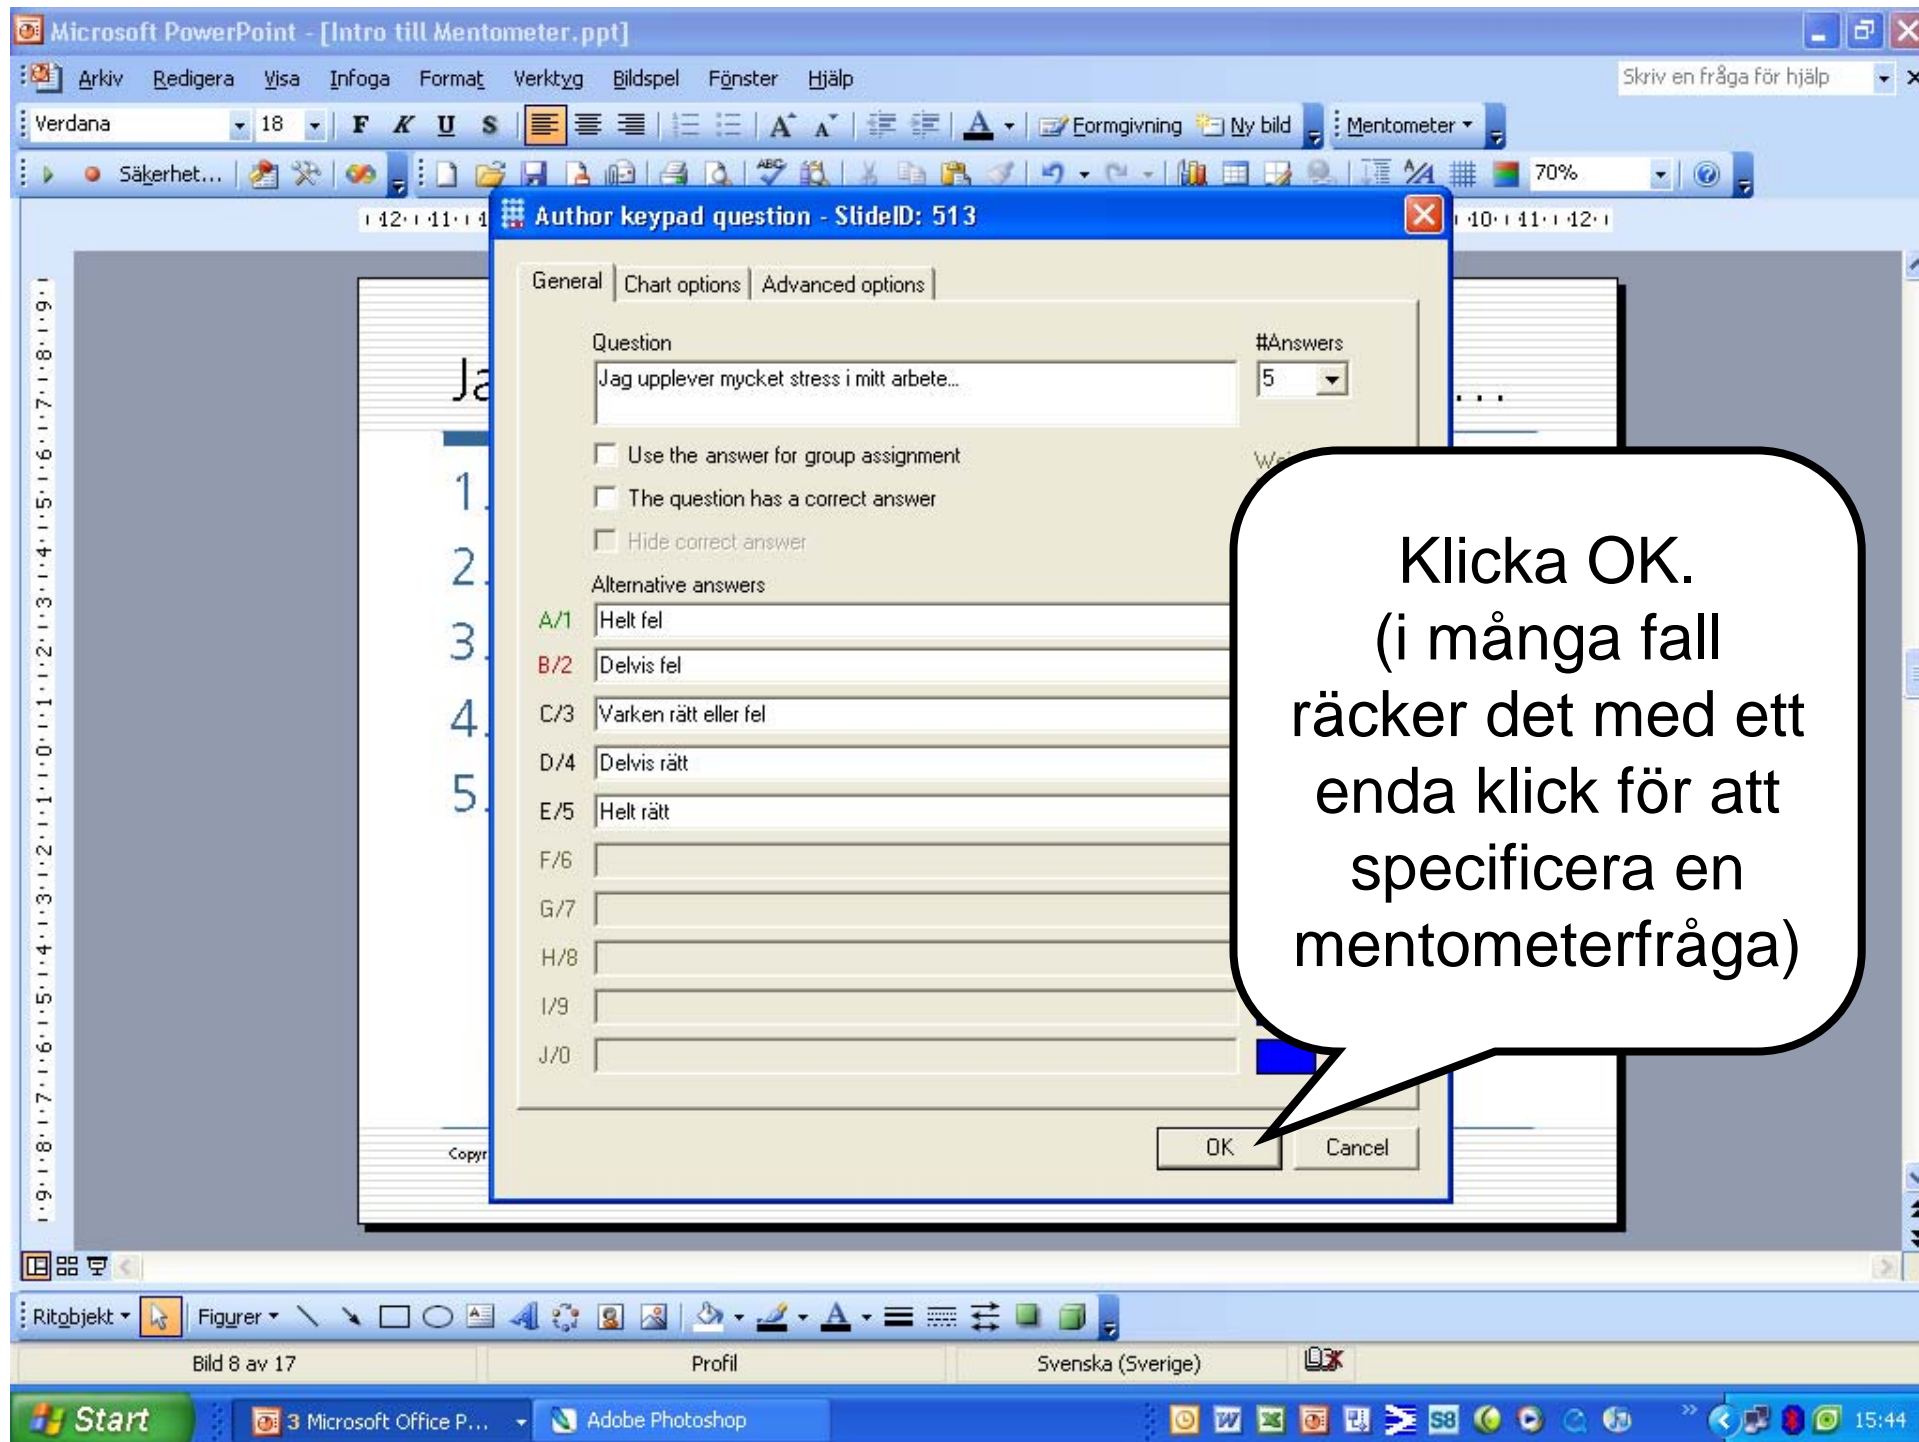 Microsoft PowerPoint - [Intro till Mentometer.ppt]
Arkiv Redigera Visa Infoga Format Verktyg Bildspel Fönster Hjälp Skriv en fråga för hjälp
Verdana 18 F K U S A A A Formgivning Ny bild Mentometer
Säkerhet... ABC 70%
Author keypad question - SlideID: 513
General Chart options Advanced options
Question #Answers
Jag upplever mycket stress i mitt arbete... 5
Use the answer for group assignment
The question has a correct answer
Hide correct answer
Alternative answers
A/1 Helt fel
B/2 Delvis fel
C/3 Varken rätt eller fel
D/4 Delvis rätt
E/5 Helt rätt
F/6
G/7
H/8
I/9
J/0
OK Cancel
Klicka OK.
(i många fall
räcker det med ett
enda klick för att
specificera en
mentometerfråga)
1.
2.
3.
4.
5.
Ritobjekt Figurer
Bild 8 av 17 Profil Svenska (Sverige)
Start 3 Microsoft Office P... Adobe Photoshop 15:44